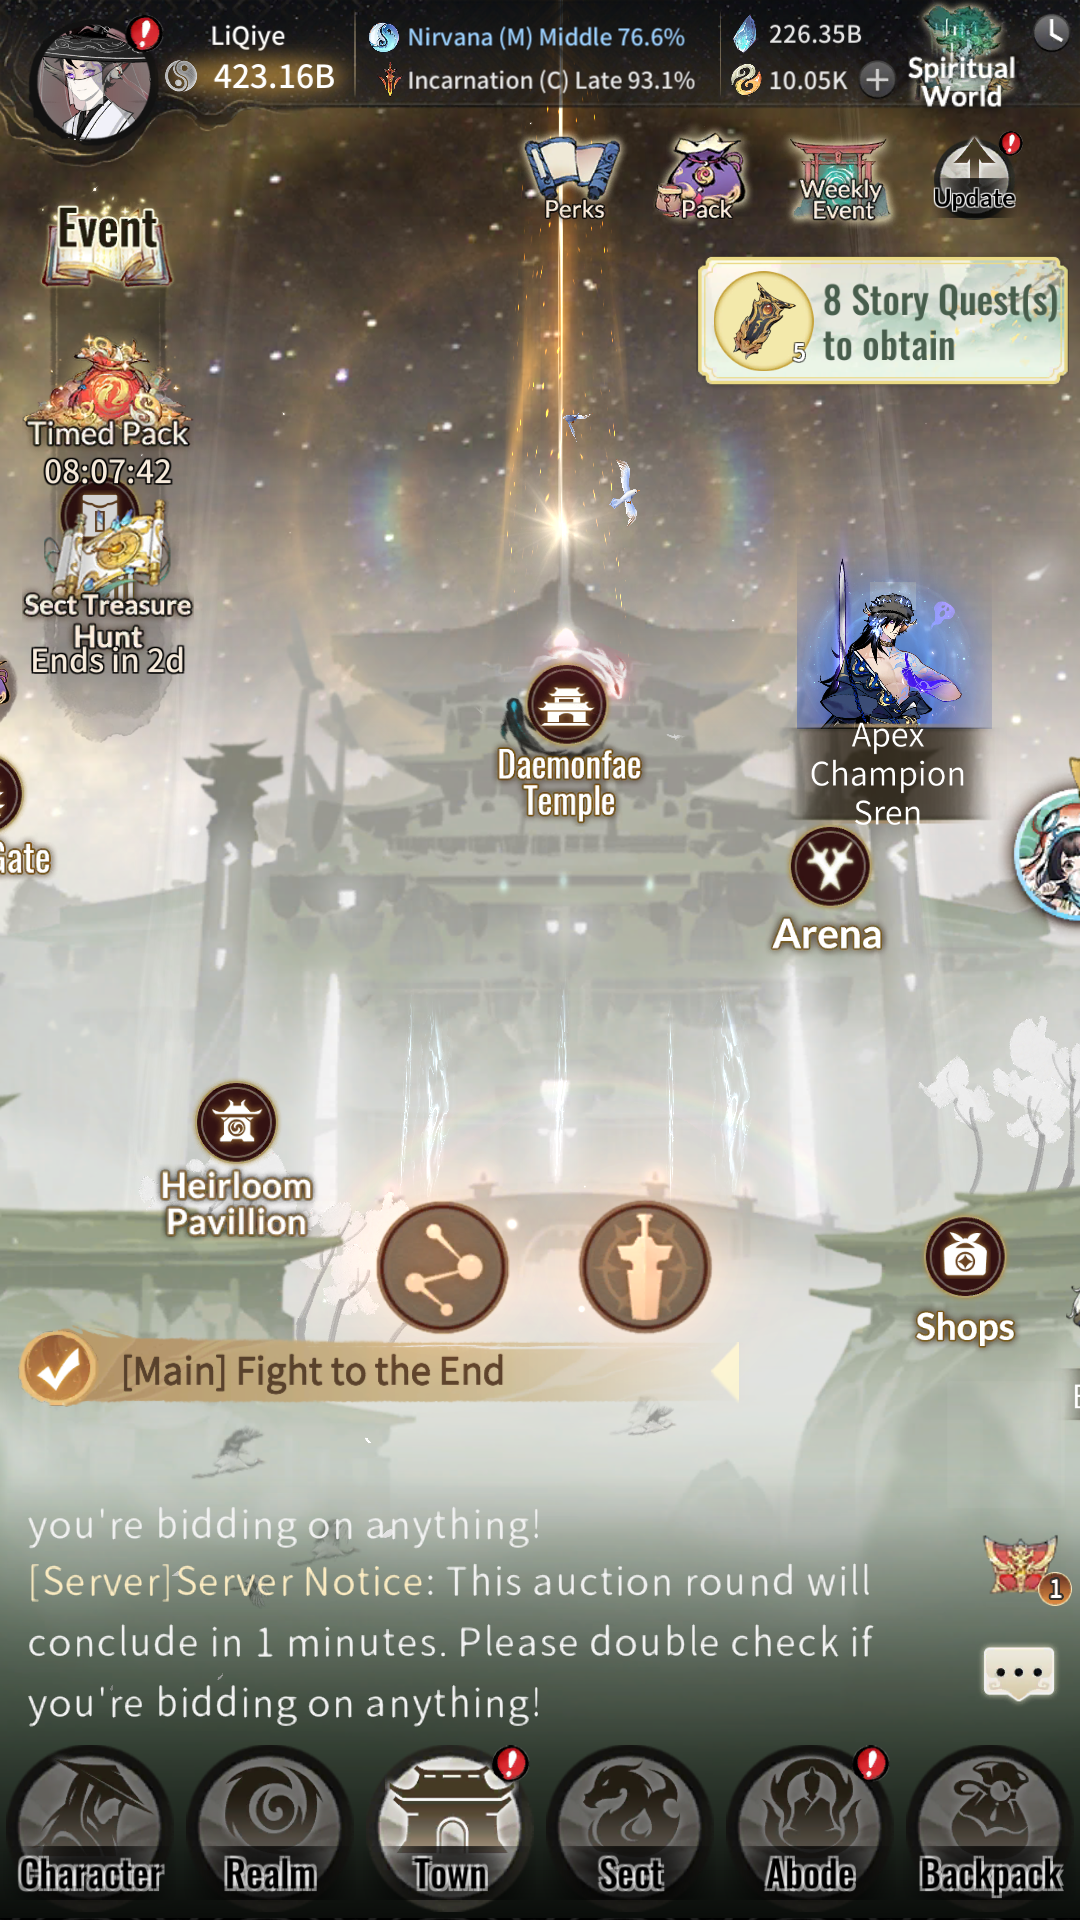 LiQiye
423.16B
Nirvana (M) Middle 76.6%
Incarnation (C) Late 93.1%
226.35B
10.05K
Spiritual
World
Perks
Pack
Weekly
Event
Update
Event
8 Story Quest(s)
to obtain
5
Timed Pack
08:07:42
Sect Treasure
Hunt
Ends in 2d
Daemonfae
Temple
Apex
Champion
Sren
Gate
Arena
Heirloom
Pavillion
Shops
[Main] Fight to the End
you're bidding on anything!
[Server]Server Notice: This auction round will
conclude in 1 minutes. Please double check if
you're bidding on anything!
1
Character
Realm
Town
Sect
Abode
Backpack